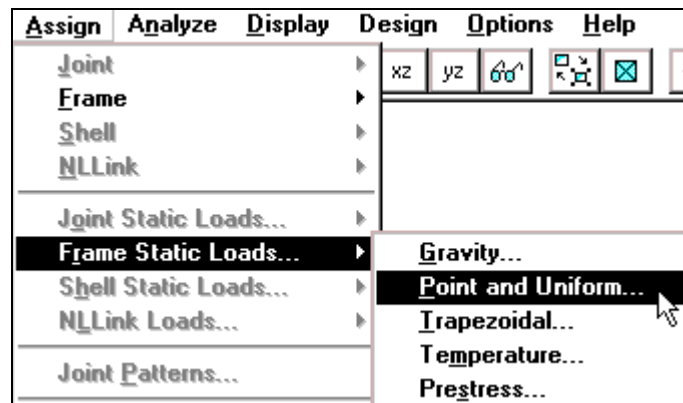 Assign Analyze Display Design Options Help
xz yz
Joint
Frame
Shell
NLLink
Joint Static Loads...
Frame Static Loads...
Shell Static Loads...
NLLink Loads...
Joint Patterns...
Gravity...
Point and Uniform...
Trapezoidal...
Temperature...
Prestress...